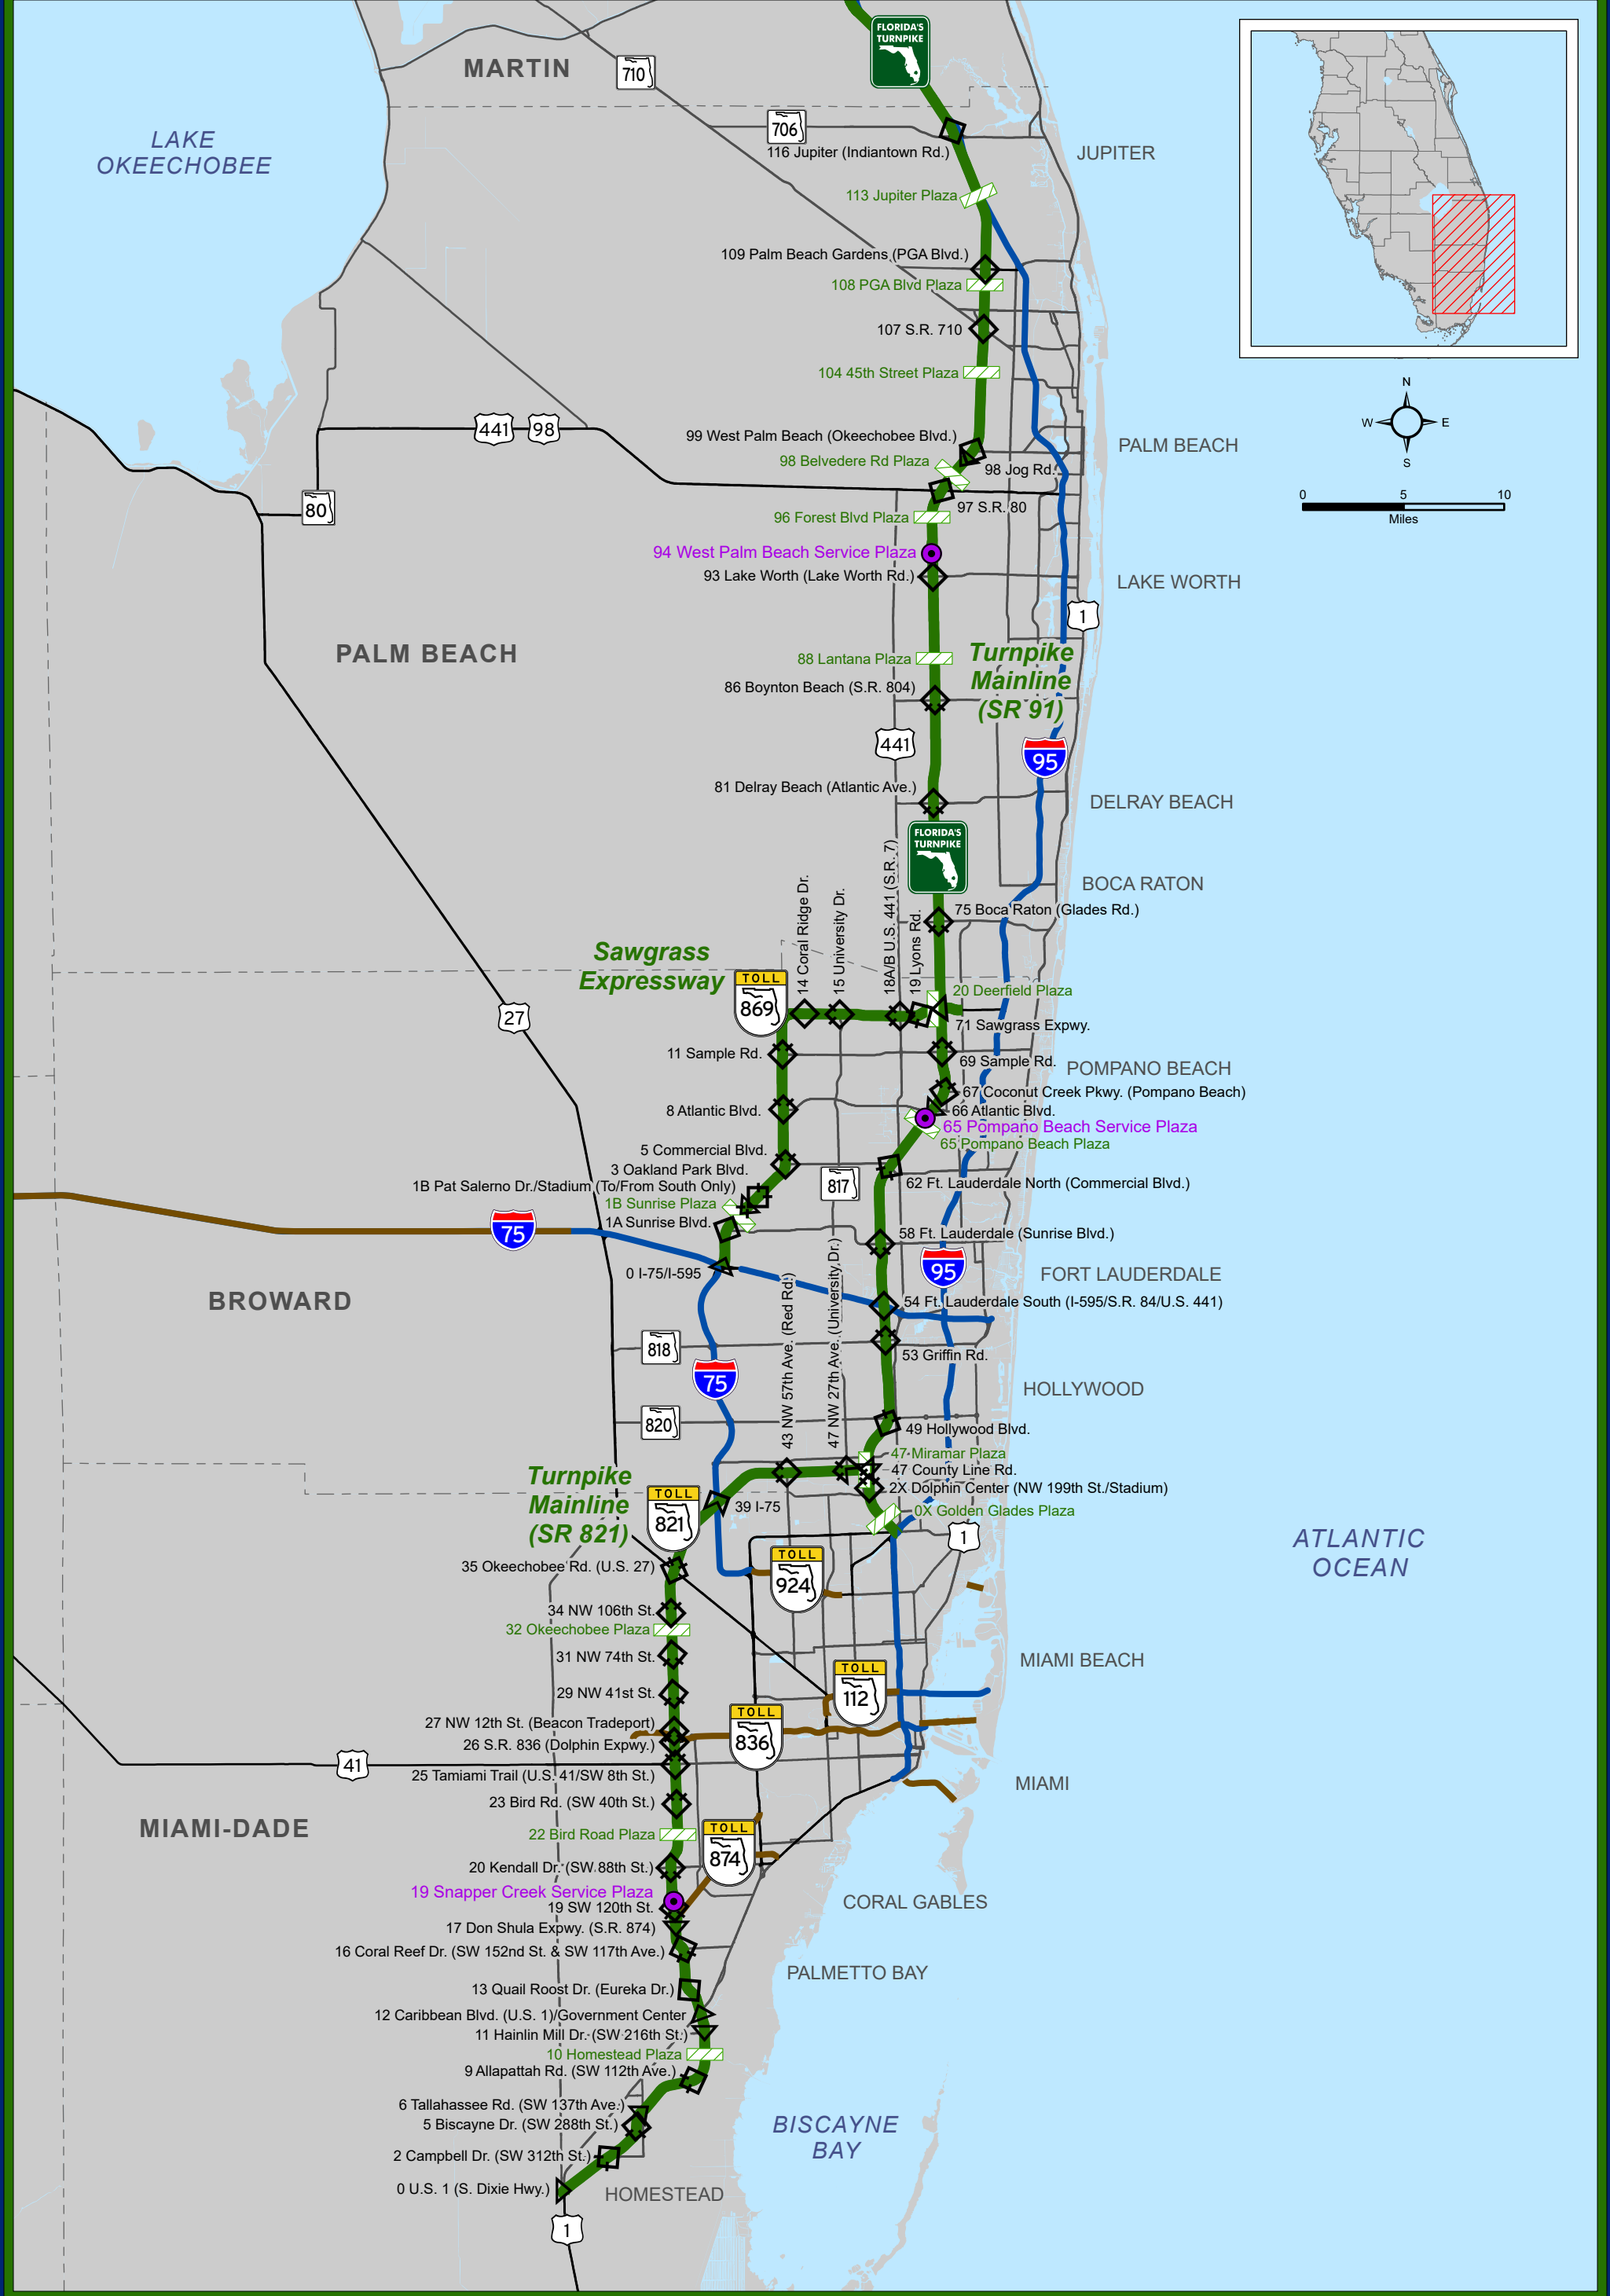 FLORIDA'S
TURNPIKE
MARTIN
710
706
LAKE
OKEECHOBEE
116 Jupiter (Indiantown Rd.)
JUPITER
113 Jupiter Plaza
109 Palm Beach Gardens (PGA Blvd.)
108 PGA Blvd Plaza
107 S.R. 710
104 45th Street Plaza
N
W
E
S
441
98
99 West Palm Beach (Okeechobee Blvd.)
PALM BEACH
98 Belvedere Rd Plaza
98 Jog Rd.
0
5
10
Miles
80
97 S.R. 80
96 Forest Blvd Plaza
94 West Palm Beach Service Plaza
93 Lake Worth (Lake Worth Rd.)
LAKE WORTH
1
PALM BEACH
88 Lantana Plaza
Turnpike
Mainline
(SR 91)
86 Boynton Beach (S.R. 804)
441
95
81 Delray Beach (Atlantic Ave.)
DELRAY BEACH
FLORIDA'S
TURNPIKE
BOCA RATON
75 Boca Raton (Glades Rd.)
14 Coral Ridge Dr.
15 University Dr.
18A/B U.S. 441 (S.R. 7)
19 Lyons Rd.
Sawgrass
Expressway
TOLL
869
20 Deerfield Plaza
27
71 Sawgrass Expwy.
11 Sample Rd.
69 Sample Rd.
POMPANO BEACH
67 Coconut Creek Pkwy. (Pompano Beach)
8 Atlantic Blvd.
66 Atlantic Blvd.
65 Pompano Beach Service Plaza
65 Pompano Beach Plaza
5 Commercial Blvd.
3 Oakland Park Blvd.
817
62 Ft. Lauderdale North (Commercial Blvd.)
1B Pat Salerno Dr./Stadium (To/From South Only)
1B Sunrise Plaza
1A Sunrise Blvd.
75
58 Ft. Lauderdale (Sunrise Blvd.)
0 I-75/I-595
95
FORT LAUDERDALE
BROWARD
54 Ft. Lauderdale South (I-595/S.R. 84/U.S. 441)
818
53 Griffin Rd.
75
HOLLYWOOD
820
43 NW 57th Ave. (Red Rd.)
47 NW 27th Ave. (University Dr.)
49 Hollywood Blvd.
47 Miramar Plaza
47 County Line Rd.
2X Dolphin Center (NW 199th St./Stadium)
Turnpike
Mainline
(SR 821)
TOLL
821
39 I-75
0X Golden Glades Plaza
1
ATLANTIC
OCEAN
35 Okeechobee Rd. (U.S. 27)
TOLL
924
34 NW 106th St.
32 Okeechobee Plaza
31 NW 74th St.
MIAMI BEACH
TOLL
112
29 NW 41st St.
27 NW 12th St. (Beacon Tradeport)
TOLL
836
26 S.R. 836 (Dolphin Expwy.)
41
25 Tamiami Trail (U.S. 41/SW 8th St.)
MIAMI
23 Bird Rd. (SW 40th St.)
MIAMI-DADE
22 Bird Road Plaza
TOLL
874
20 Kendall Dr. (SW 88th St.)
19 Snapper Creek Service Plaza
CORAL GABLES
19 SW 120th St.
17 Don Shula Expwy. (S.R. 874)
16 Coral Reef Dr. (SW 152nd St. & SW 117th Ave.)
PALMETTO BAY
13 Quail Roost Dr. (Eureka Dr.)
12 Caribbean Blvd. (U.S. 1)/Government Center
11 Hainlin Mill Dr. (SW 216th St.)
10 Homestead Plaza
9 Allapattah Rd. (SW 112th Ave.)
6 Tallahassee Rd. (SW 137th Ave.)
5 Biscayne Dr. (SW 288th St.)
BISCAYNE
BAY
2 Campbell Dr. (SW 312th St.)
0 U.S. 1 (S. Dixie Hwy.)
HOMESTEAD
1